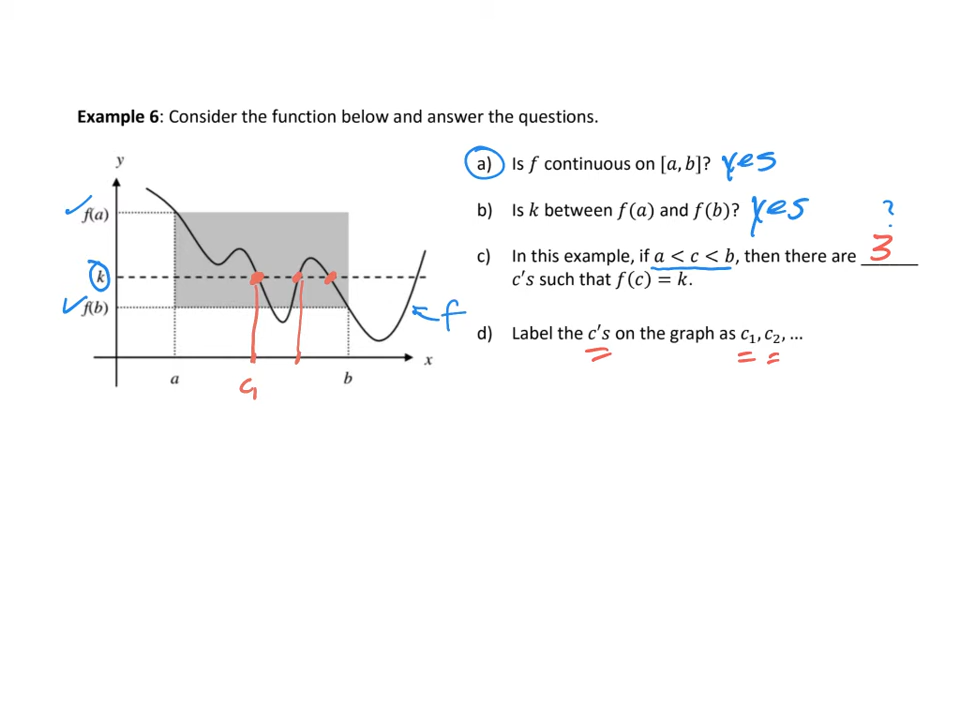 Example 6: Consider the function below and answer the questions.
y
f(a)
k
f(b)
f
a
b
x
c₁
a) Is f continuous on [a, b]? yes
b) Is k between f(a) and f(b)? yes
?
c) In this example, if a < c < b, then there are 3
c's such that f(c) = k.
d) Label the c's on the graph as c₁, c₂, ...